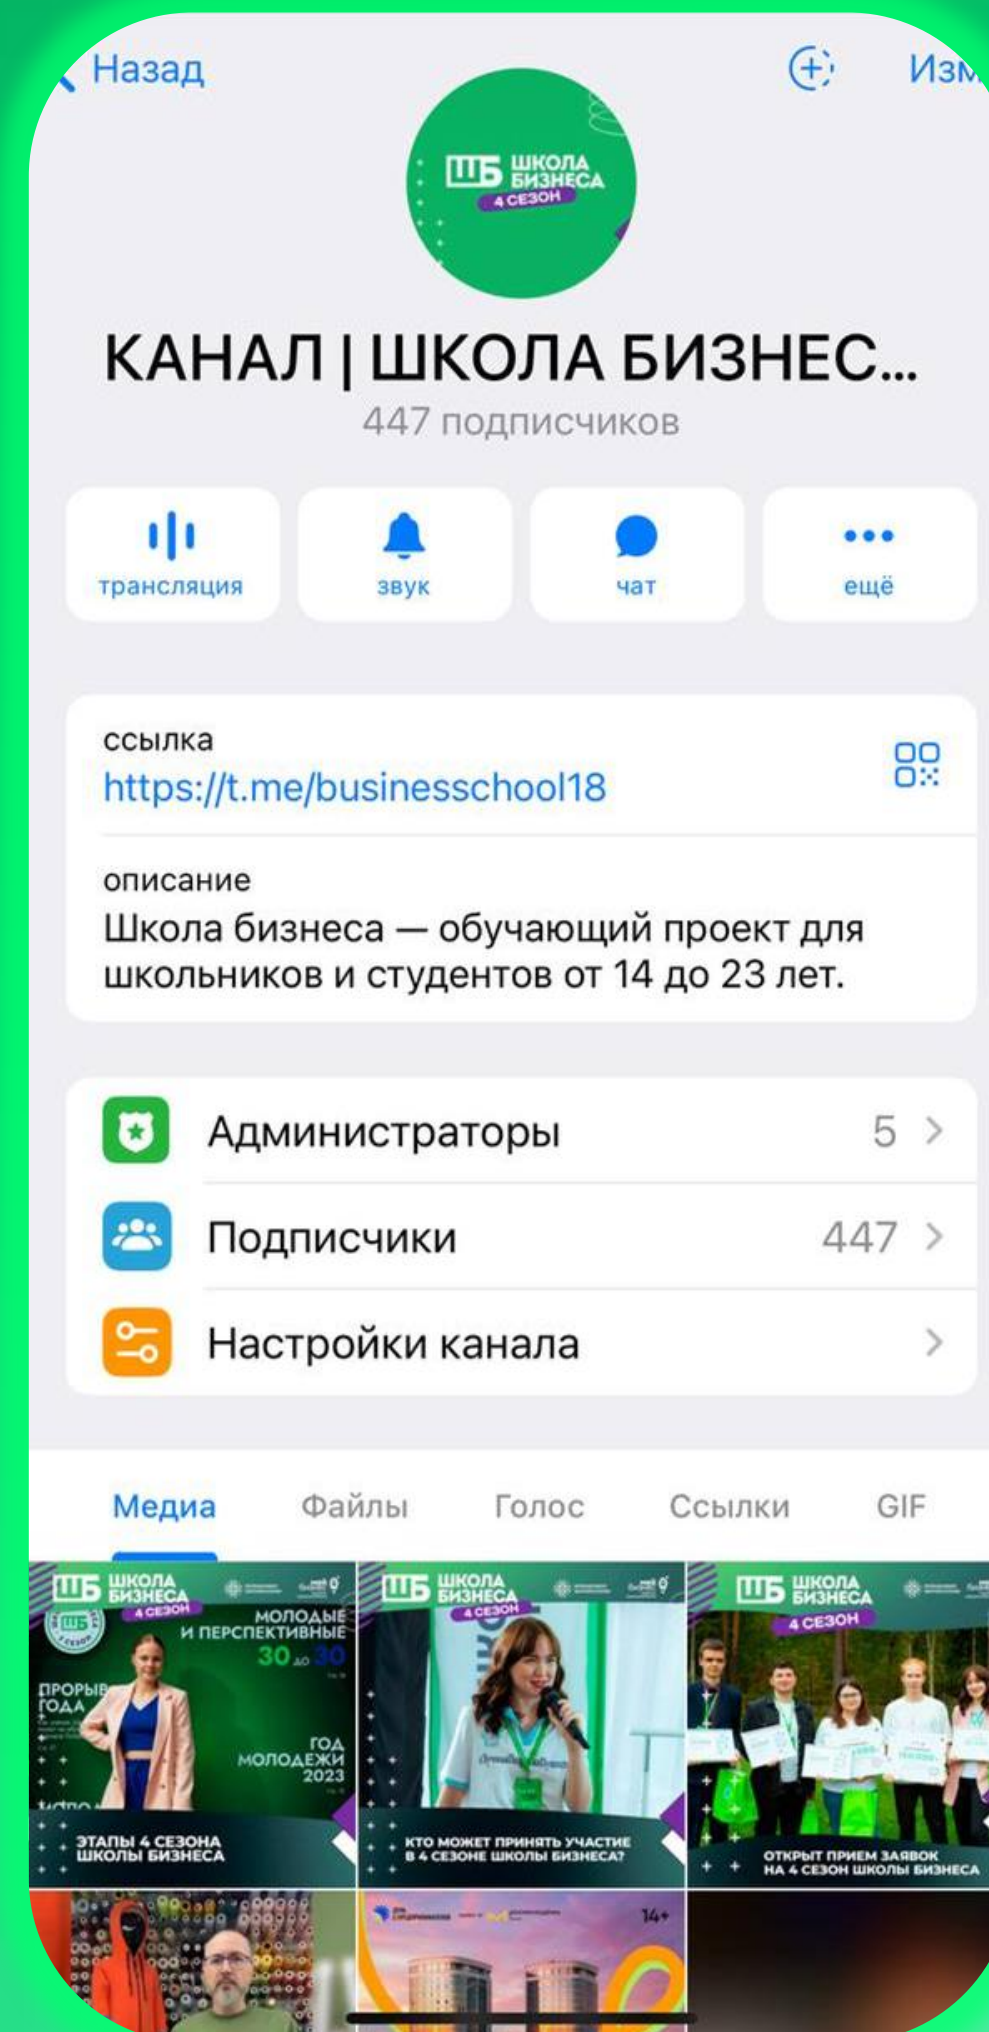 Назад
Изм
ШБ ШКОЛА
БИЗНЕСА
4 СЕЗОН
КАНАЛ | ШКОЛА БИЗНЕС...
447 подписчиков
трансляция
звук
чат
ещё
ссылка
https://t.me/businesschool18
описание
Школа бизнеса — обучающий проект для
школьников и студентов от 14 до 23 лет.
Администраторы
5
Подписчики
447
Настройки канала
Медиа
Файлы
Голос
Ссылки
GIF
ШБ ШКОЛА
БИЗНЕСА
4 СЕЗОН
МОЛОДЫЕ
И ПЕРСПЕКТИВНЫЕ
30 до 30
ПРОРЫВ
ГОДА
ГОД
МОЛОДЕЖИ
2023
ЭТАПЫ 4 СЕЗОНА
ШКОЛЫ БИЗНЕСА
ШБ ШКОЛА
БИЗНЕСА
4 СЕЗОН
КТО МОЖЕТ ПРИНЯТЬ УЧАСТИЕ
В 4 СЕЗОНЕ ШКОЛЫ БИЗНЕСА?
ШБ ШКОЛА
БИЗНЕСА
4 СЕЗОН
ОТКРЫТ ПРИЕМ ЗАЯВОК
НА 4 СЕЗОН ШКОЛЫ БИЗНЕСА
14+